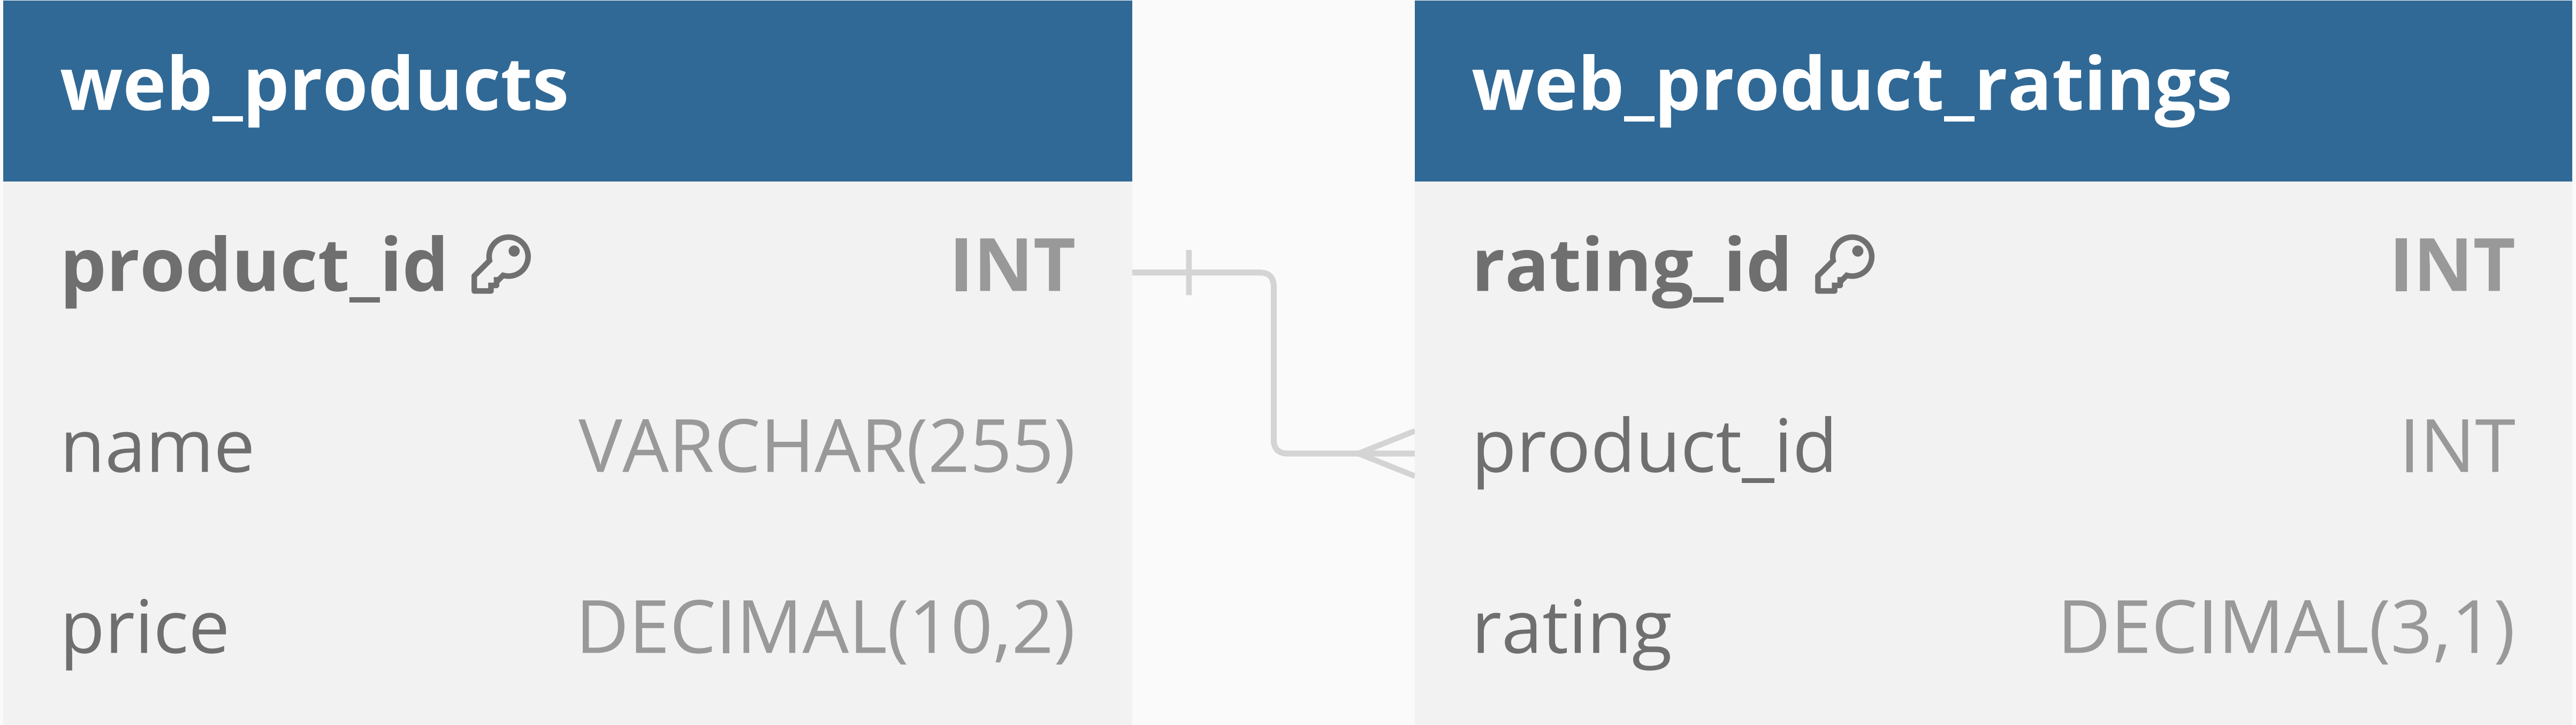 web_products
product_id INT
name VARCHAR(255)
price DECIMAL(10,2)
web_product_ratings
rating_id INT
product_id INT
rating DECIMAL(3,1)